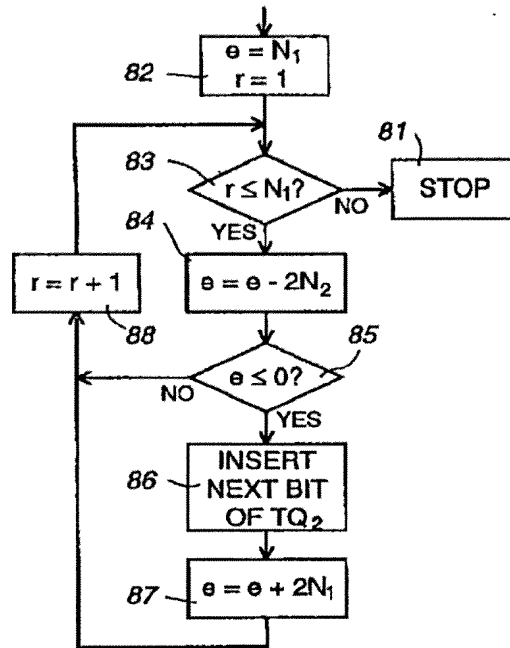 82
e = N₁
r = 1
81
83
r ≤ N₁?
NO
STOP
YES
84
r = r + 1
e = e - 2N₂
88
85
e ≤ 0?
NO
YES
86
INSERT
NEXT BIT
OF TQ₂
87
e = e + 2N₁